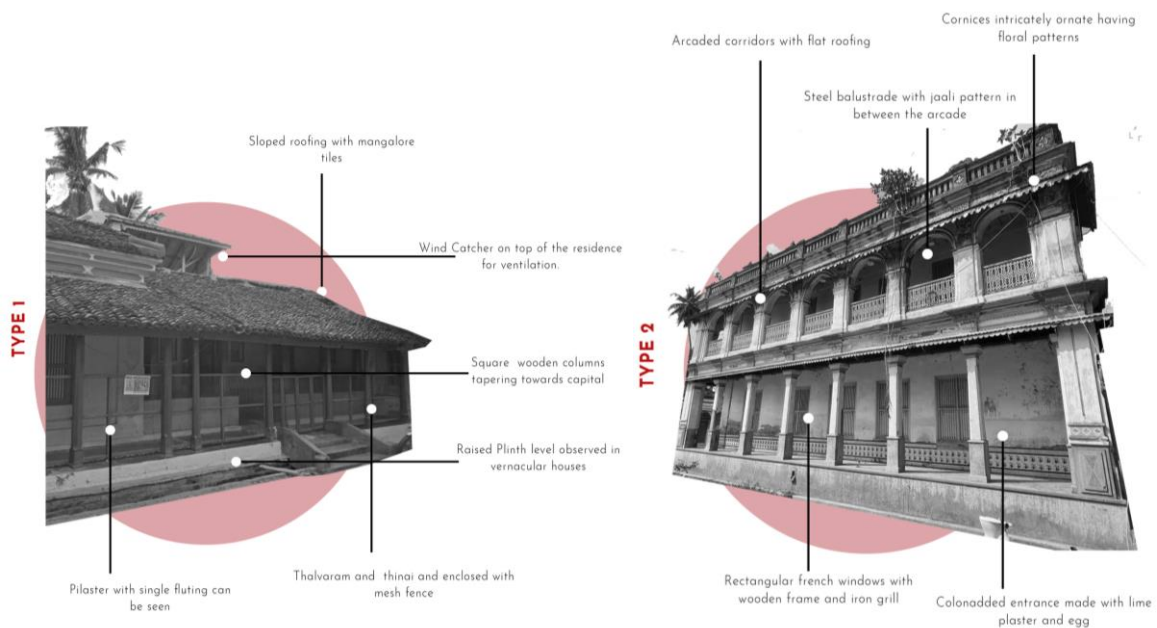 TYPE 1
Sloped roofing with mangalore
tiles
Wind Catcher on top of the residence
for ventilation.
Square wooden columns
tapering towards capital
Raised Plinth level observed in
vernacular houses
Pilaster with single fluting can
be seen
Thalvaram and thinai and enclosed with
mesh fence
TYPE 2
Arcaded corridors with flat roofing
Cornices intricately ornate having
floral patterns
Steel balustrade with jaali pattern in
between the arcade
Rectangular french windows with
wooden frame and iron grill
Colonadded entrance made with lime
plaster and egg